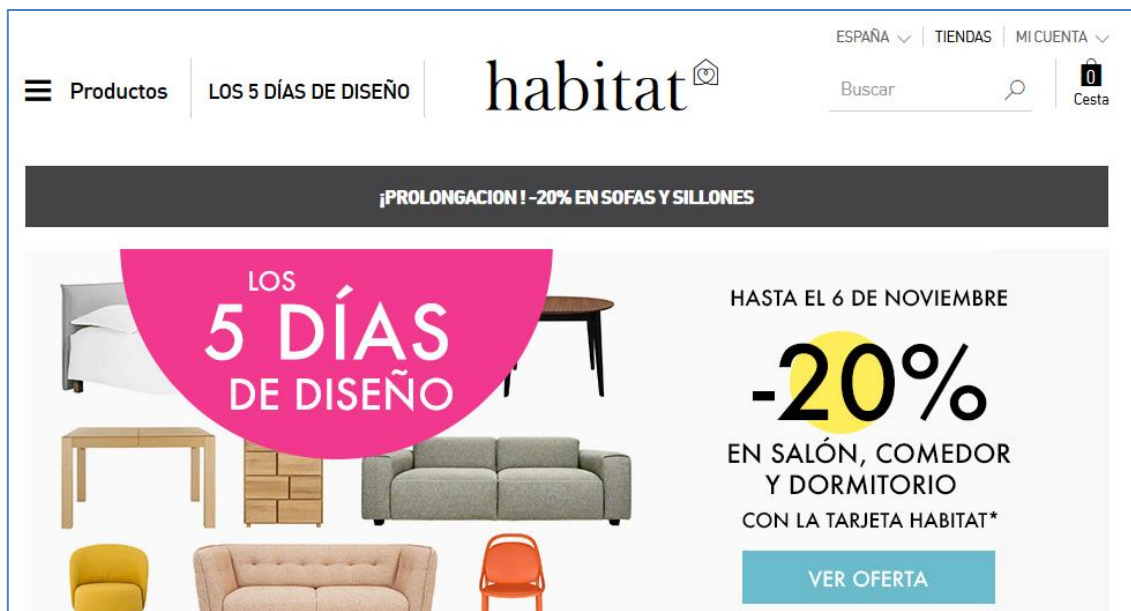 ESPAÑA
TIENDAS
MI CUENTA
Productos
LOS 5 DÍAS DE DISEÑO
habitat
Buscar
0
Cesta
¡PROLONGACION ! -20% EN SOFAS Y SILLONES
LOS
5 DÍAS
DE DISEÑO
HASTA EL 6 DE NOVIEMBRE
-20%
EN SALÓN, COMEDOR
Y DORMITORIO
CON LA TARJETA HABITAT*
VER OFERTA